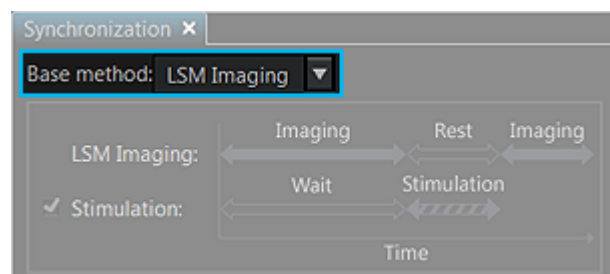 Synchronization ×
Base method: LSM Imaging
Imaging Rest Imaging
LSM Imaging:
Wait Stimulation
Stimulation:
Time